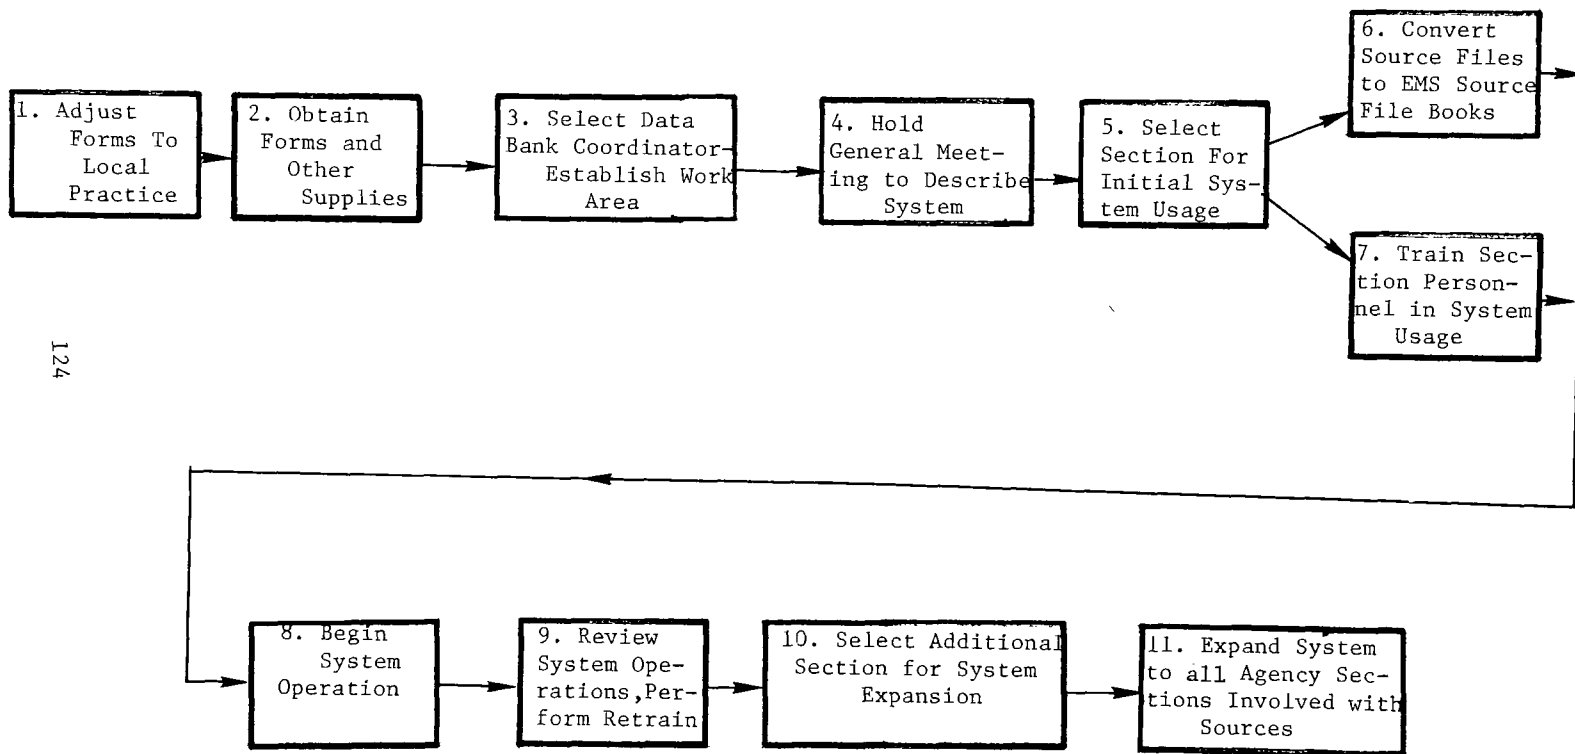 1. Adjust
Forms To
Local
Practice
2. Obtain
Forms and
Other
Supplies
3. Select Data
Bank Coordinator-
Establish Work
Area
4. Hold
General Meet-
ing to Describe
System
5. Select
Section For
Initial Sys-
tem Usage
6. Convert
Source Files
to EMS Source
File Books
7. Train Sec-
tion Person-
nel in System
Usage
124
8. Begin
System
Operation
9. Review
System Ope-
rations,Per-
form Retrain
10. Select Additional
Section for System
Expansion
11. Expand System
to all Agency Sec-
tions Involved with
Sources